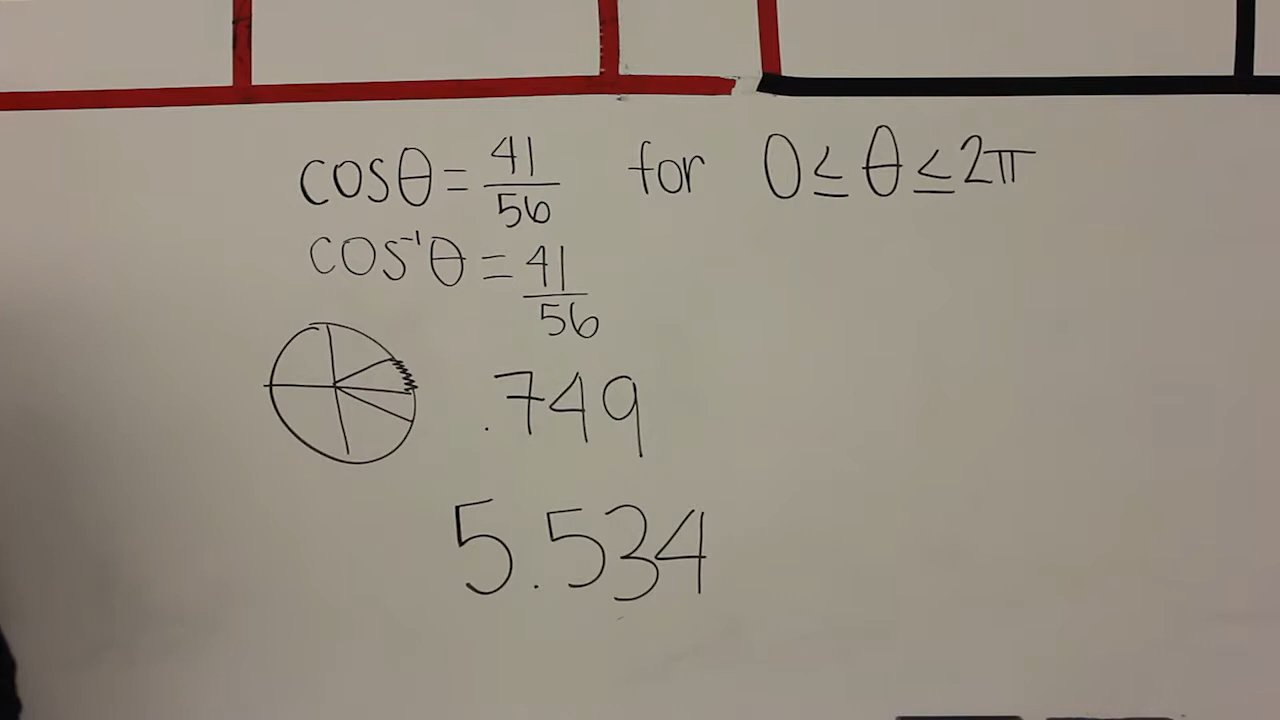 cosθ = 41/56 for 0 ≤ θ ≤ 2π
cos⁻¹θ = 41/56
.749
5.534